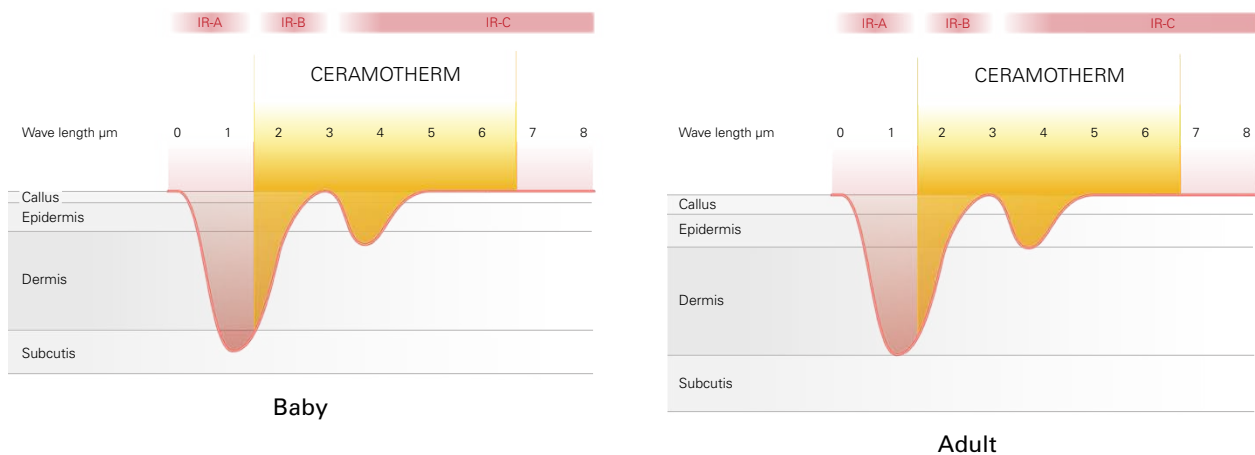 IR-A IR-B IR-C
CERAMOTHERM
Wave length µm 0 1 2 3 4 5 6 7 8
Callus
Epidermis
Dermis
Subcutis
Baby
IR-A IR-B IR-C
CERAMOTHERM
Wave length µm 0 1 2 3 4 5 6 7 8
Callus
Epidermis
Dermis
Subcutis
Adult